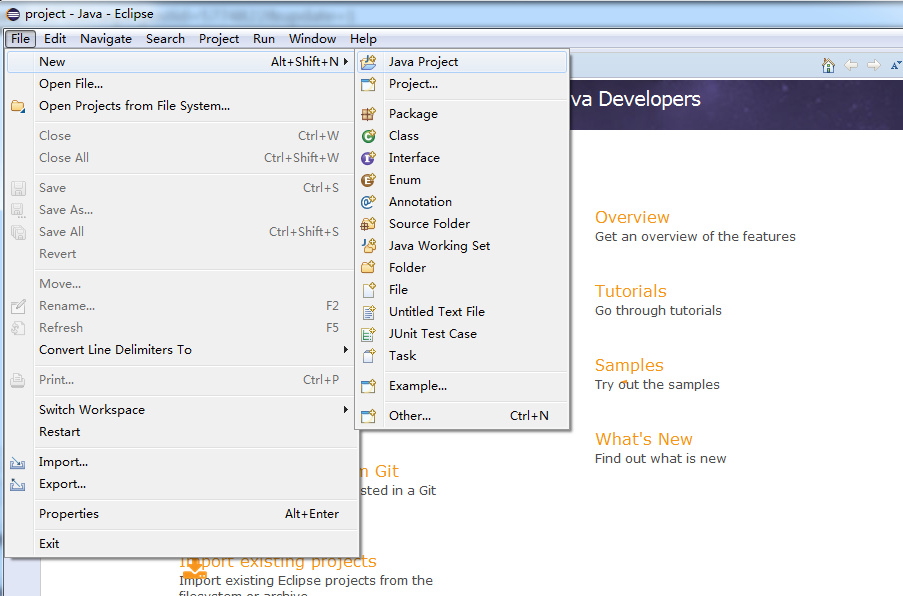 project - Java - Eclipse
File Edit Navigate Search Project Run Window Help
New Alt+Shift+N
Open File...
Open Projects from File System...
Close Ctrl+W
Close All Ctrl+Shift+W
Save Ctrl+S
Save As...
Save All Ctrl+Shift+S
Revert
Move...
Rename... F2
Refresh F5
Convert Line Delimiters To
Print... Ctrl+P
Switch Workspace
Restart
Import...
Export...
Properties Alt+Enter
Exit
Java Project
Project...
Package
Class
Interface
Enum
Annotation
Source Folder
Java Working Set
Folder
File
Untitled Text File
JUnit Test Case
Task
Example...
Other... Ctrl+N
va Developers
Overview
Get an overview of the features
Tutorials
Go through tutorials
Samples
Try out the samples
What's New
Find out what is new
m Git
sted in a Git
Import existing projects
Import existing Eclipse projects from the
filesystem or archive